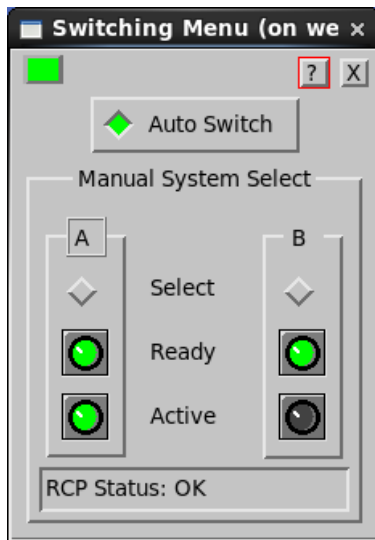 Switching Menu (on we ×
? X
Auto Switch
Manual System Select
A B
Select
Ready
Active
RCP Status: OK